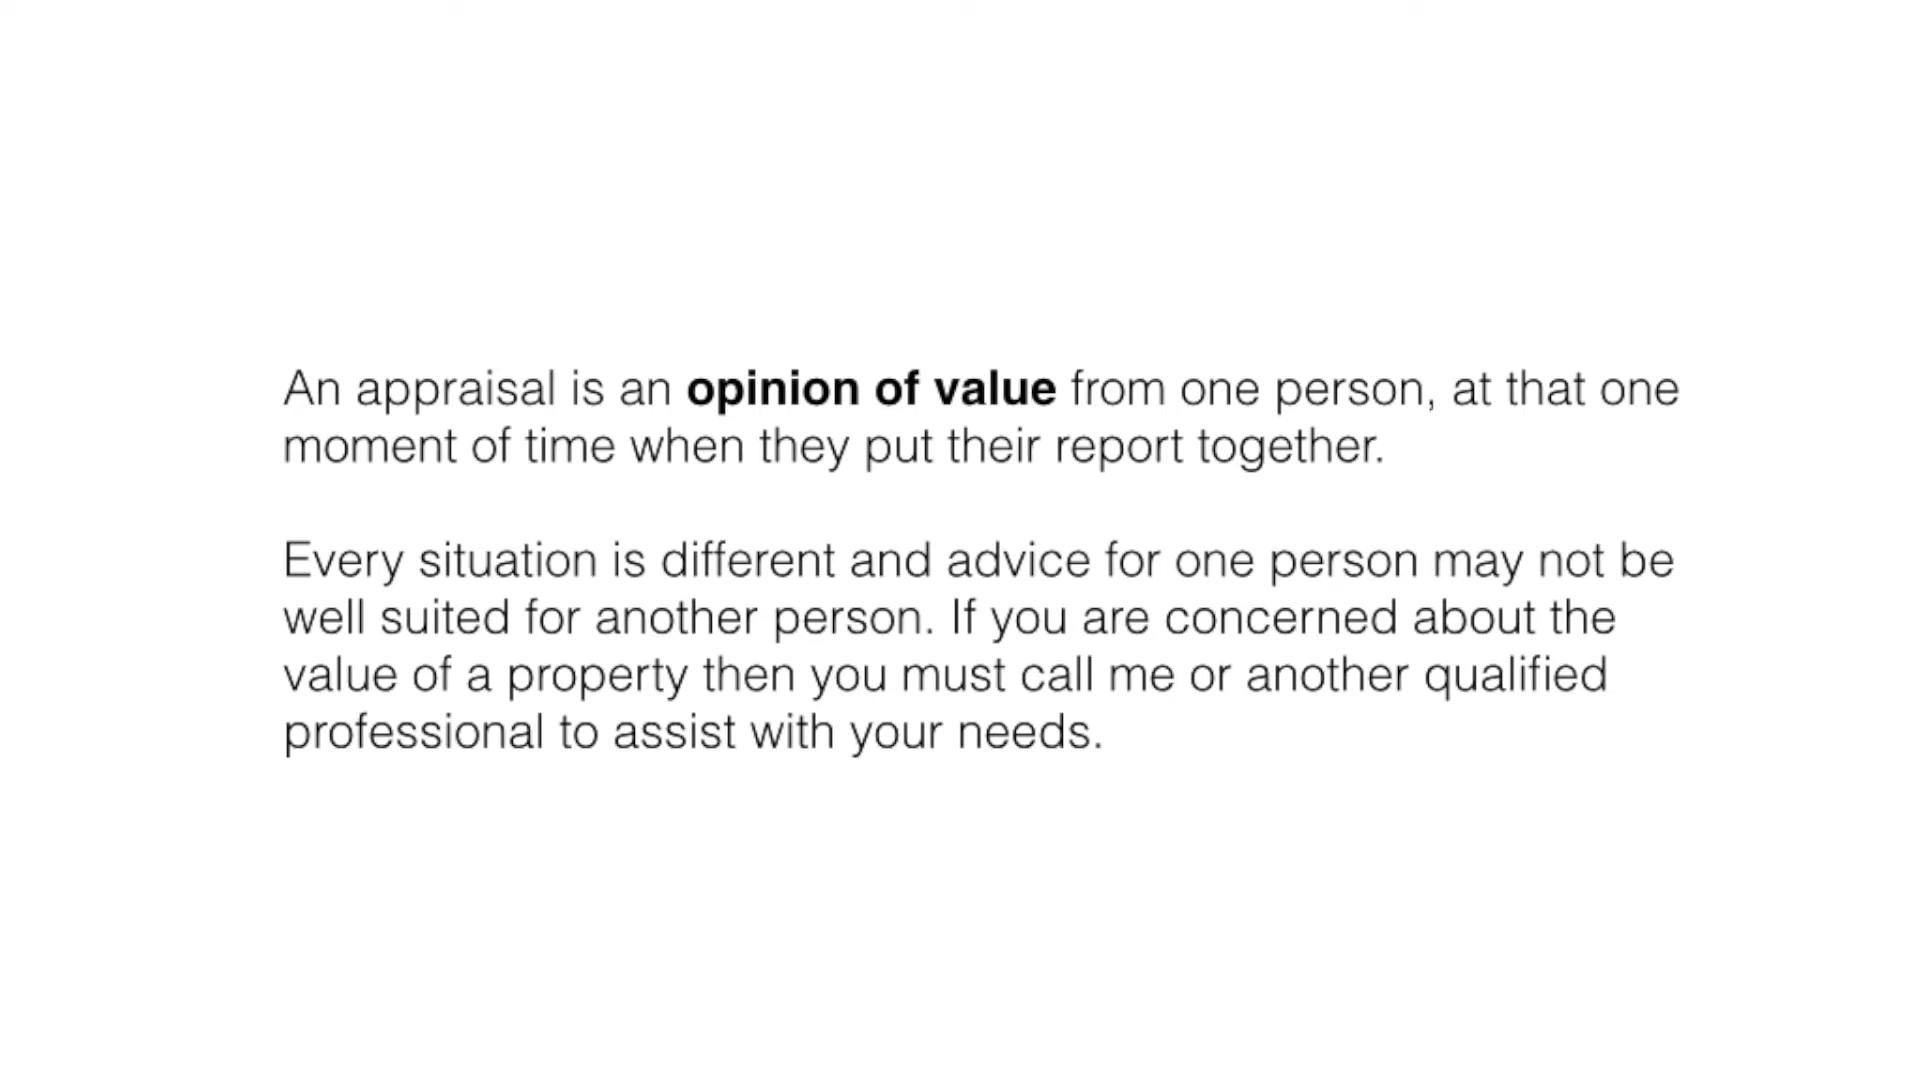 An appraisal is an opinion of value from one person, at that one
moment of time when they put their report together.
Every situation is different and advice for one person may not be
well suited for another person. If you are concerned about the
value of a property then you must call me or another qualified
professional to assist with your needs.